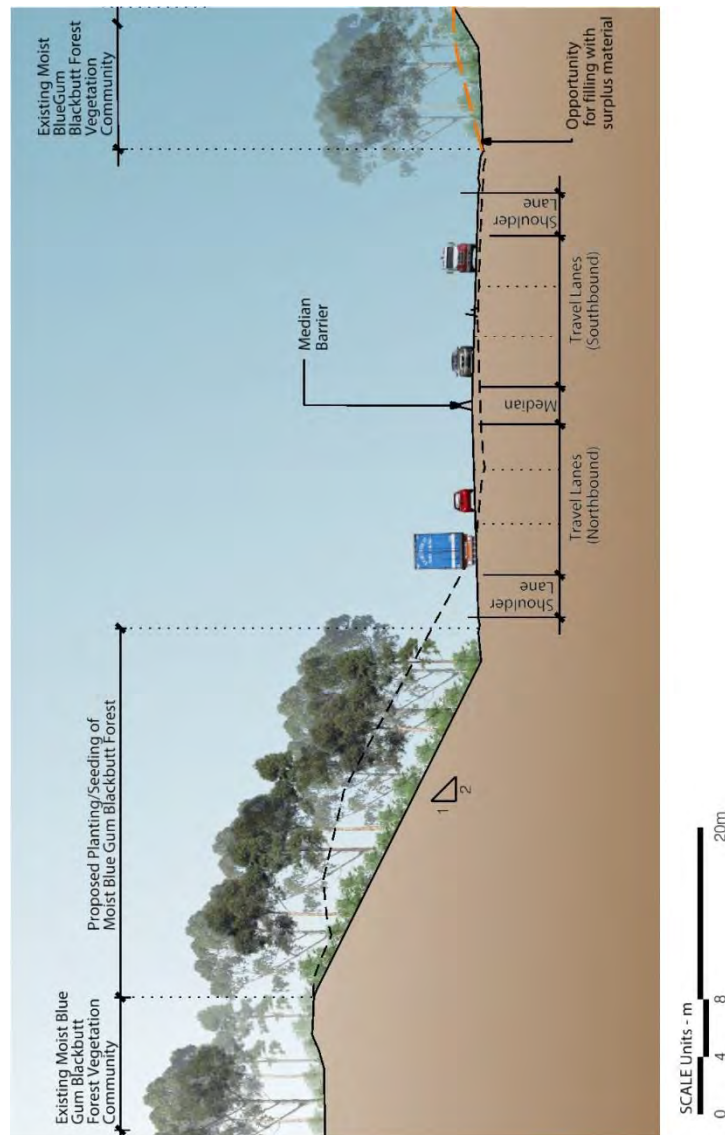 Existing Moist Blue
Gum Blackbutt
Forest Vegetation
Community
Proposed Planting/Seeding of
Moist Blue Gum Blackbutt Forest
Median
Barrier
Existing Moist
BlueGum
Blackbutt Forest
Vegetation
Community
1
2
Shoulder
Lane
Travel Lanes
(Northbound)
Median
Travel Lanes
(Southbound)
Shoulder
Lane
Opportunity
for filling with
surplus material
SCALE Units - m
0 4 8 20m